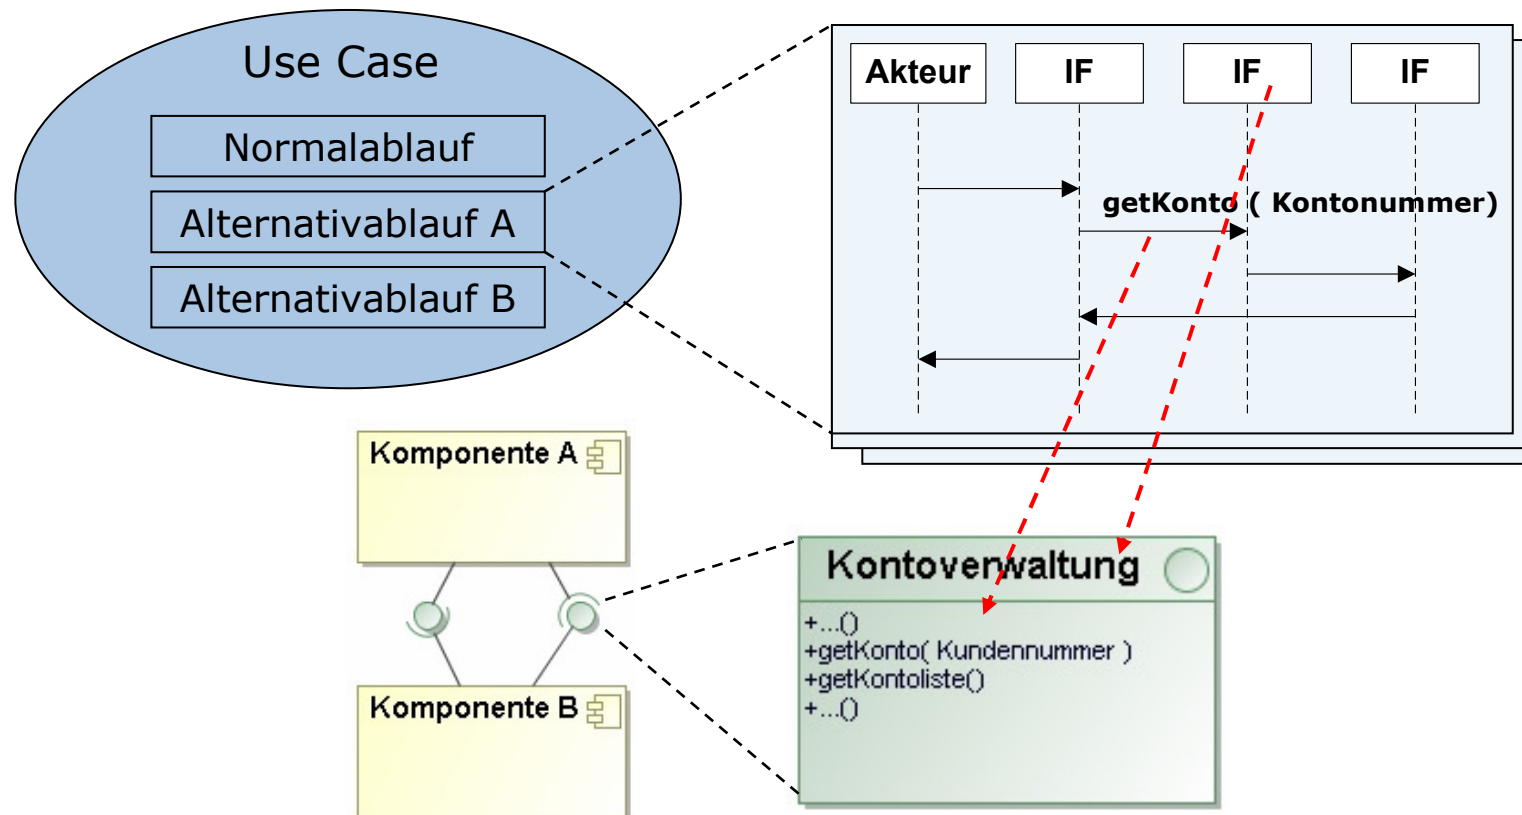 Use Case
Normalablauf
Alternativablauf A
Alternativablauf B
Akteur
IF
IF
IF
getKonto ( Kontonummer)
Komponente A
Komponente B
Kontoverwaltung
+...()
+getKonto( Kundennummer )
+getKontoliste()
+...()